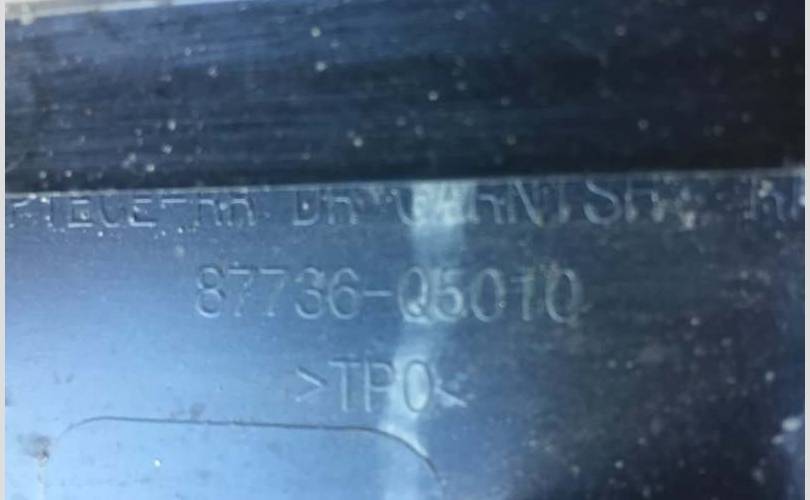 PIECE-RR DR GARNISH, R
87736-Q5010
>TPO<